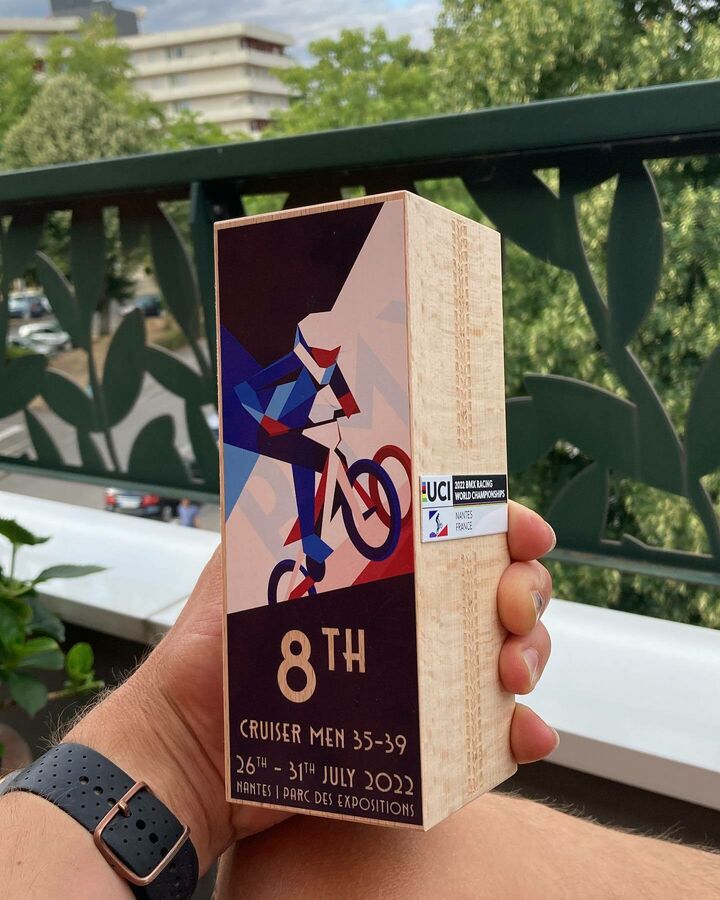 BMX
8TH
CRUISER MEN 35-39
26TH - 31TH JULY 2022
NANTES | PARC DES EXPOSITIONS
UCI
2022 BMX RACING
WORLD CHAMPIONSHIPS
NANTES
FRANCE